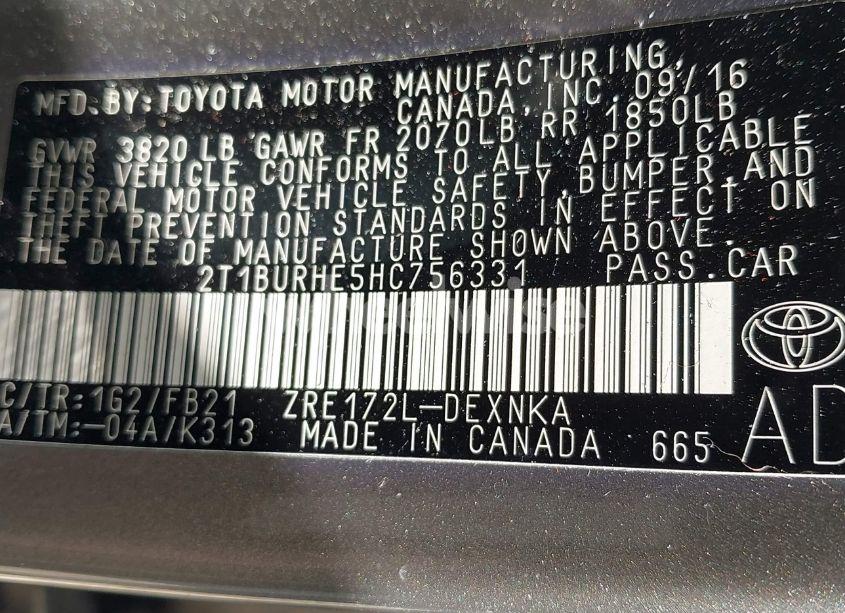 MFD. BY: TOYOTA MOTOR MANUFACTURING,
CANADA, INC. 09/16
GVWR 3820 LB GAWR FR 2070LB RR 1850LB
THIS VEHICLE CONFORMS TO ALL APPLICABLE
FEDERAL MOTOR VEHICLE SAFETY, BUMPER, AND
THEFT PREVENTION STANDARDS IN EFFECT ON
THE DATE OF MANUFACTURE SHOWN ABOVE.
2T1BURHE5HC756331 PASS. CAR
C/TR: 1G2/FB21 ZRE172L-DEXNKA
A/TM: -04A/K313 MADE IN CANADA 665 AD